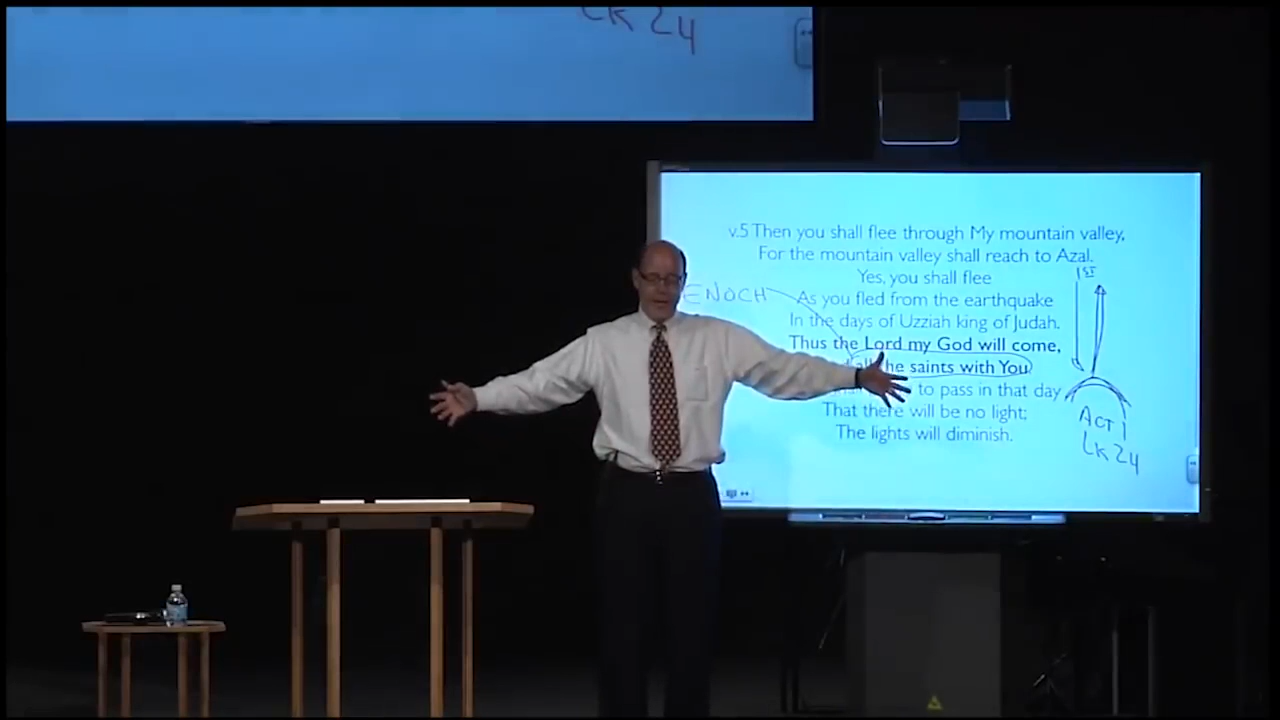 Lk 24
v.5 Then you shall flee through My mountain valley,
For the mountain valley shall reach to Azal.
Yes, you shall flee
1ST
ENOCH
As you fled from the earthquake
In the days of Uzziah king of Judah.
Thus the Lord my God will come,
the saints with You.
to pass in that day
That there will be no light;
The lights will diminish.
ACT 1
Lk 24